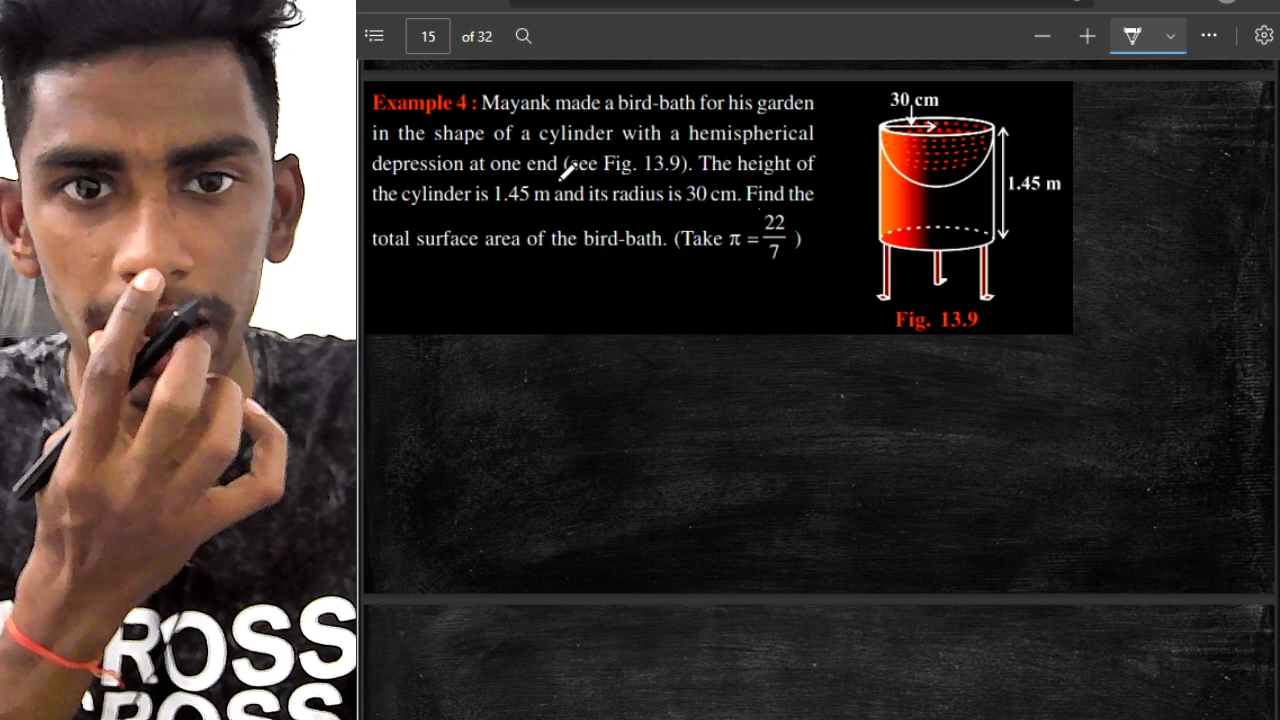 15 of 32
Example 4 : Mayank made a bird-bath for his garden
in the shape of a cylinder with a hemispherical
depression at one end (see Fig. 13.9). The height of
the cylinder is 1.45 m and its radius is 30 cm. Find the
total surface area of the bird-bath. (Take π = 22/7 )
30 cm
1.45 m
Fig. 13.9
ROSS
ROSS